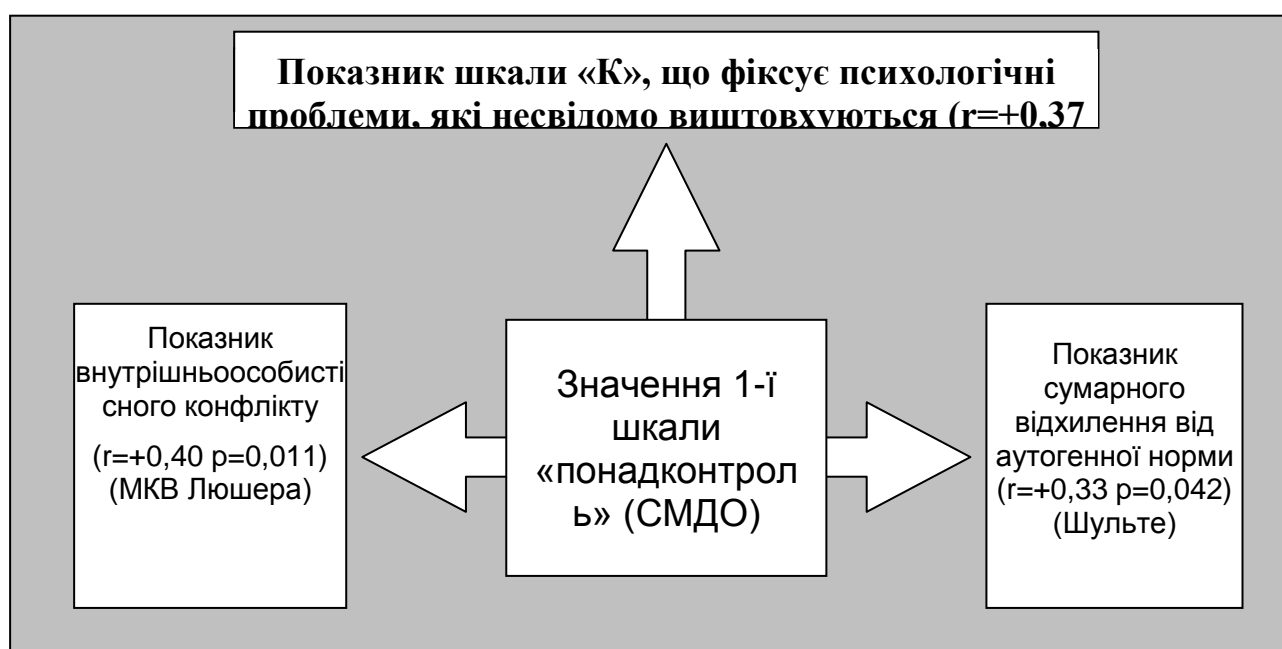 Показник шкали «К», що фіксує психологічні
проблеми, які несвідомо виштовхуються (r=+0,37
Показник
внутрішньоособисті
сного конфлікту
(r=+0,40 p=0,011)
(МКВ Люшера)
Значення 1-ї
шкали
«понадконтрол
ь» (СМДО)
Показник
сумарного
відхилення від
аутогенної норми
(r=+0,33 p=0,042)
(Шульте)